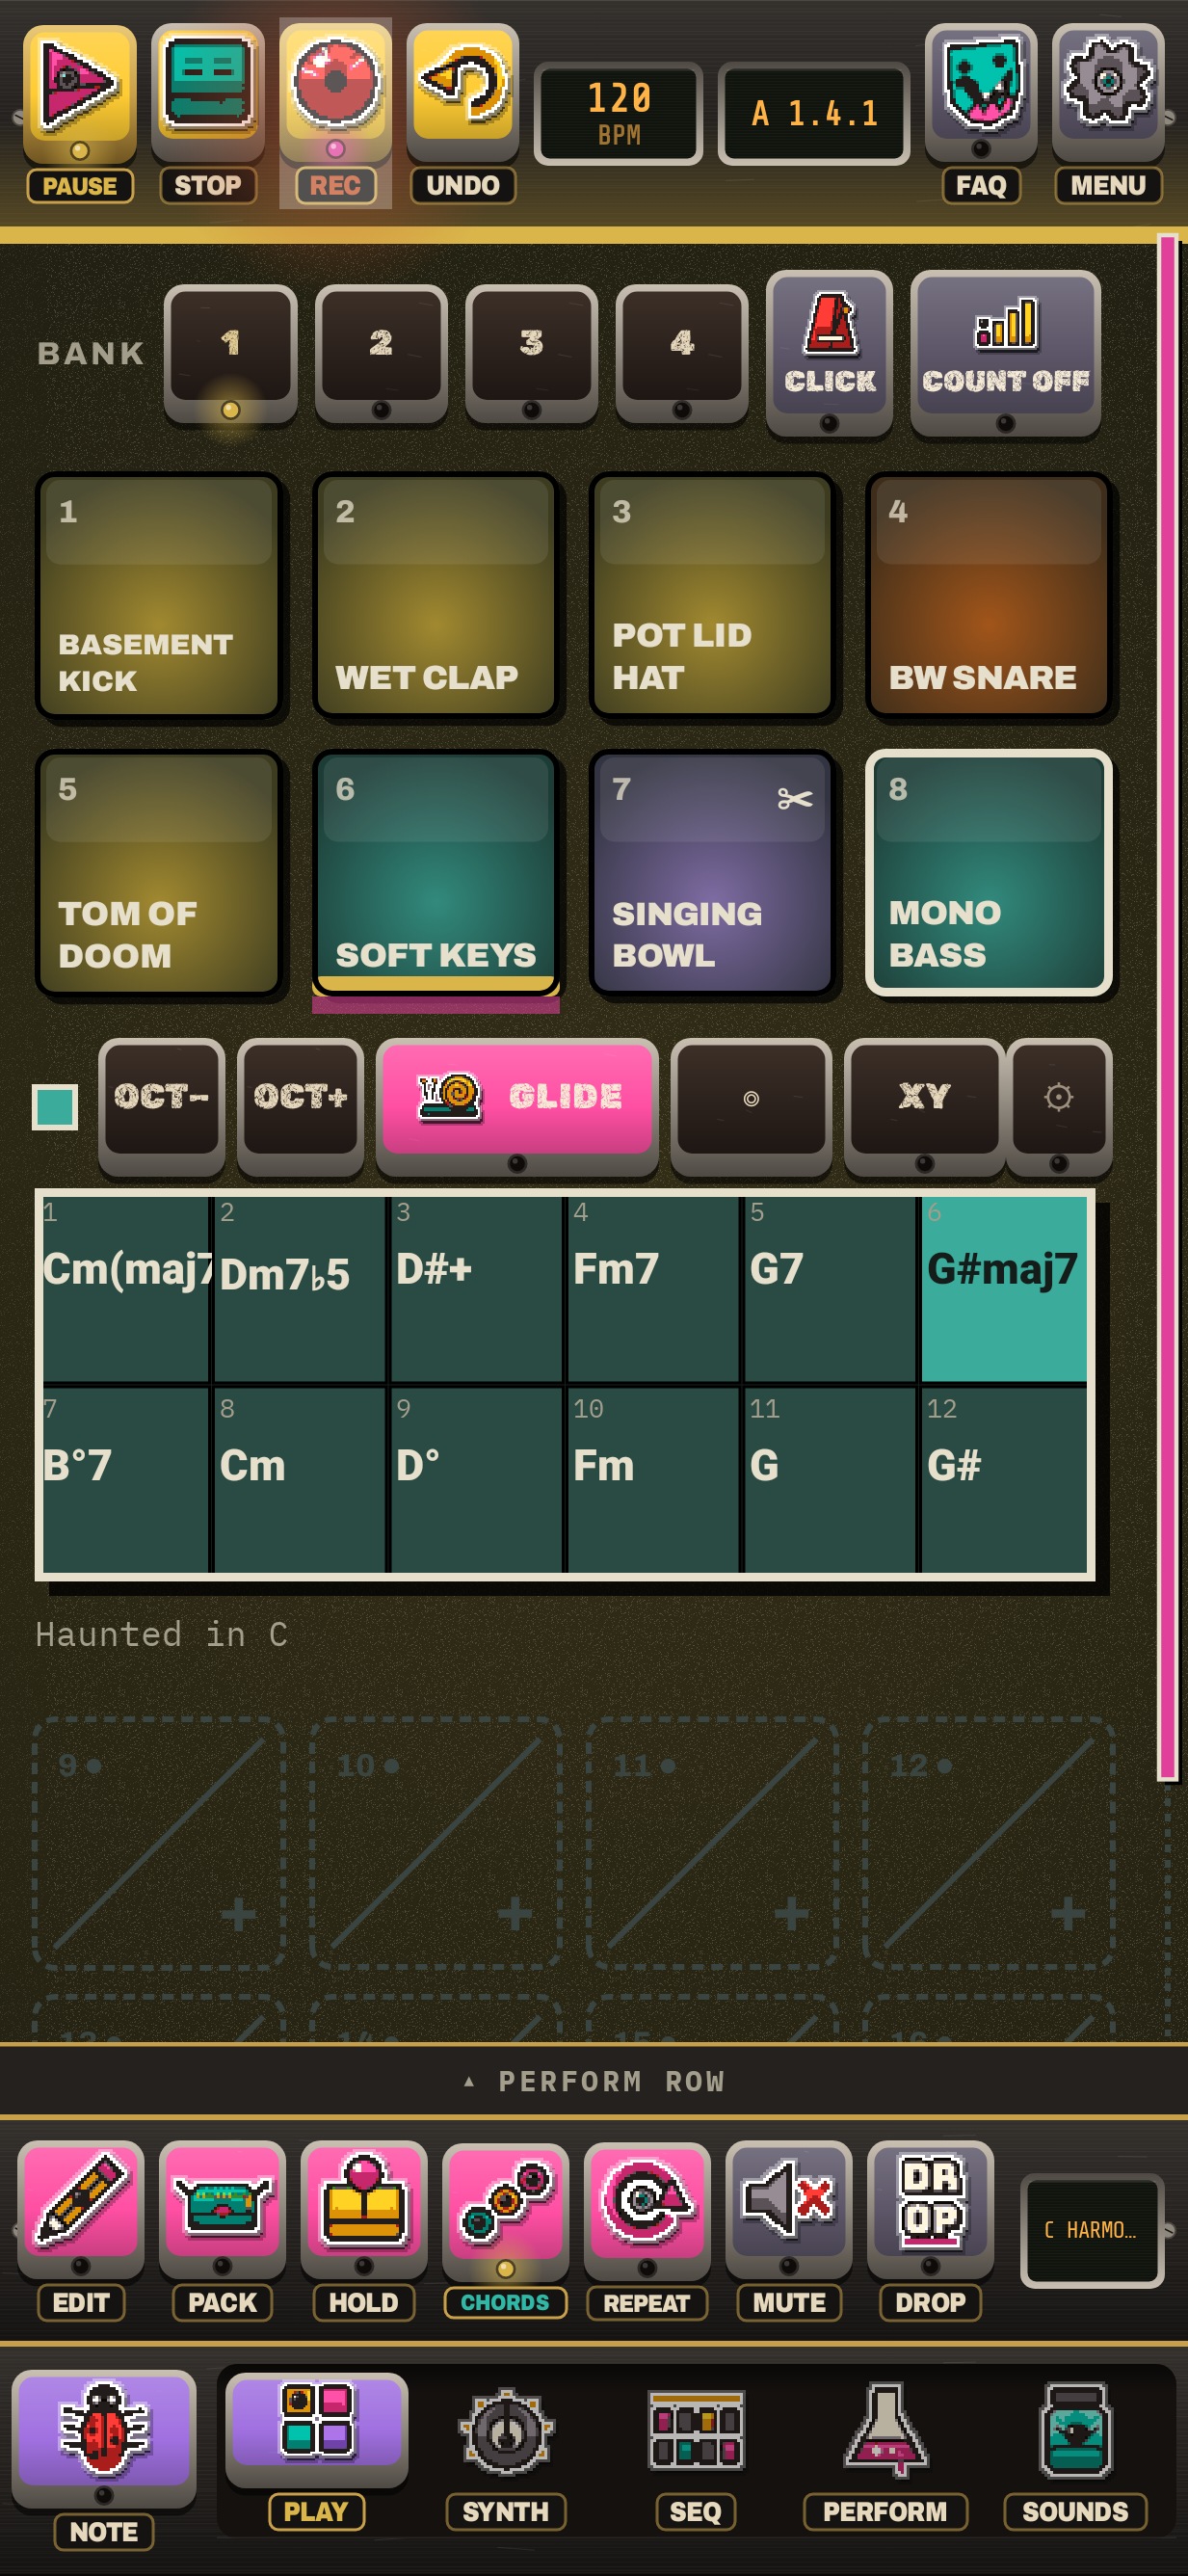 PAUSE STOP REC UNDO
120
BPM
A 1.4.1
FAQ MENU
BANK 1 2 3 4 CLICK COUNT OFF
1 2 3 4
BASEMENT
KICK
WET CLAP
POT LID
HAT
BW SNARE
5 6 7 8
TOM OF
DOOM
SOFT KEYS
SINGING
BOWL
MONO
BASS
OCT- OCT+ GLIDE XY
1 2 3 4 5 6
Cm(maj7 Dm7♭5 D#+ Fm7 G7 G#maj7
7 8 9 10 11 12
B°7 Cm D° Fm G G#
Haunted in C
9 10 11 12
13 14 15 16
▲ PERFORM ROW
DR
OP
C HARMO…
EDIT PACK HOLD CHORDS REPEAT MUTE DROP
NOTE PLAY SYNTH SEQ PERFORM SOUNDS